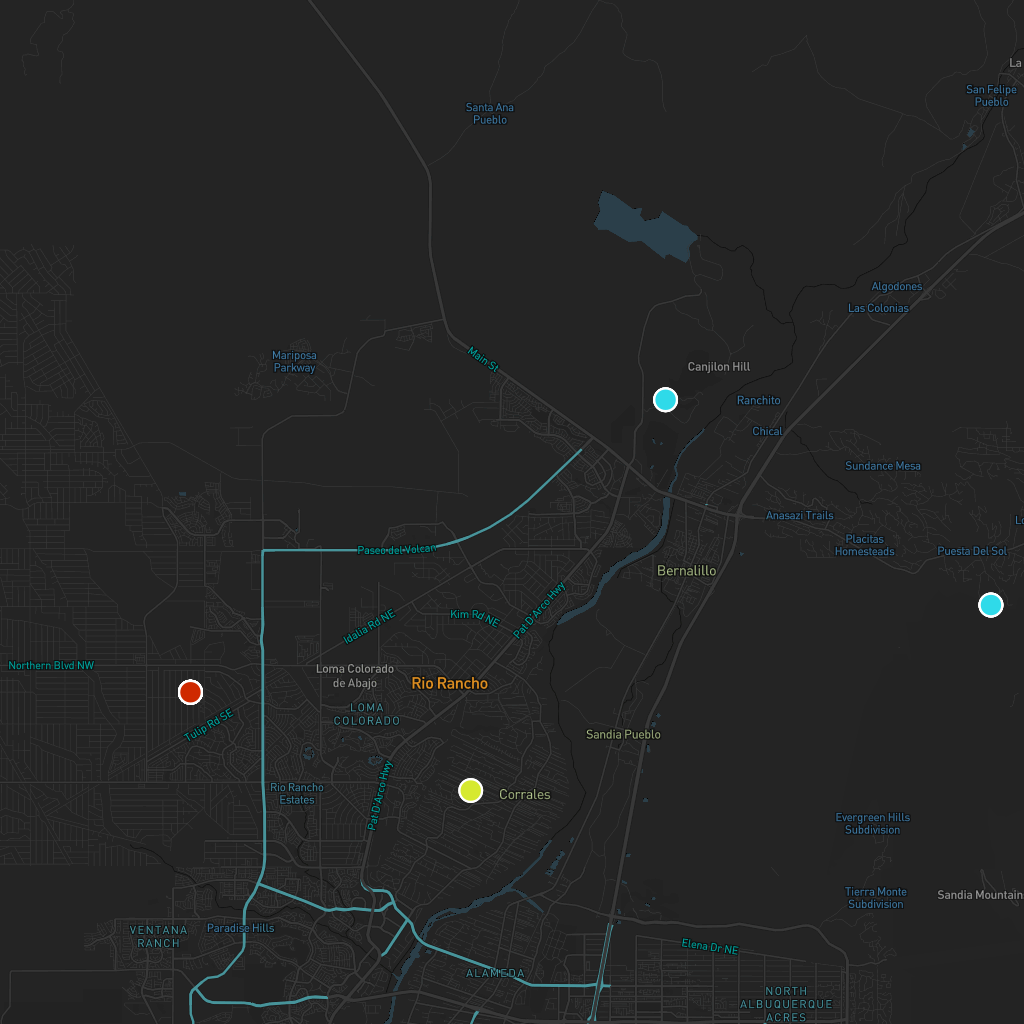 La
San Felipe
Pueblo
Santa Ana
Pueblo
Algodones
Las Colonias
Main St
Mariposa
Parkway
Canjilon Hill
Ranchito
Chical
Sundance Mesa
Anasazi Trails
Lo
Placitas
Homesteads
Puesta Del Sol
Paseo del Volcan
Bernalillo
Pat D'Arco Hwy
Kim Rd NE
Idalia Rd NE
Northern Blvd NW
Loma Colorado
de Abajo
Rio Rancho
LOMA
COLORADO
Tulip Rd SE
Sandia Pueblo
Pat D'Arco Hwy
Rio Rancho
Estates
Corrales
Evergreen Hills
Subdivision
Tierra Monte
Subdivision
Sandia Mountain
VENTANA
RANCH
Paradise Hills
Elena Dr NE
ALAMEDA
NORTH
ALBUQUERQUE
ACRES